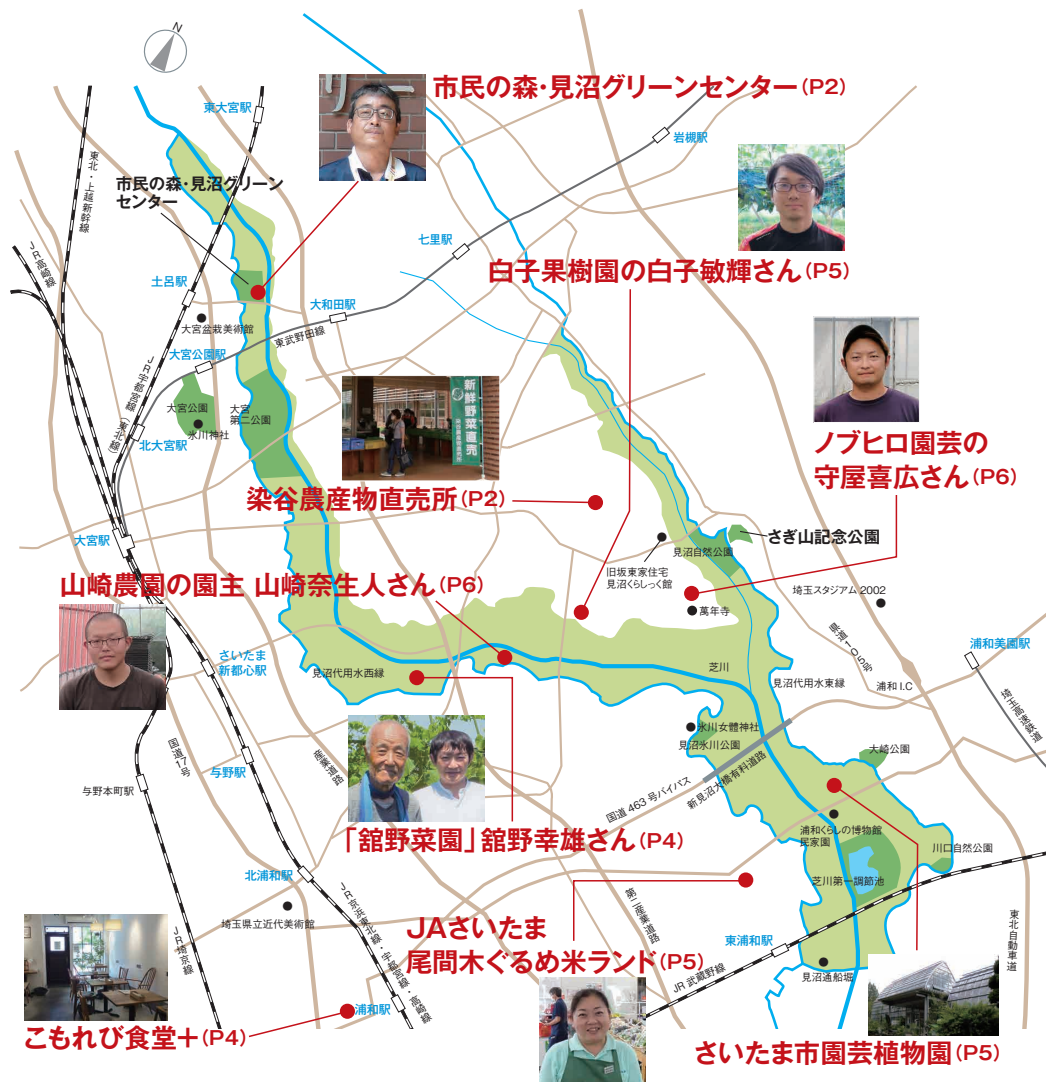 N
市民の森・見沼グリーンセンター(P2)
東大宮駅
岩槻駅
東北・上越新幹線
市民の森・見沼グリーン
センター
JR高崎線
七里駅
白子果樹園の白子敏輝さん(P5)
土呂駅
大和田駅
大宮盆栽美術館
東武野田線
大宮公園駅
JR宇都宮線(東北線)
新鮮野菜直売
染谷農産物直売所
大宮公園
大宮
第二公園
氷川神社
北大宮駅
ノブヒロ園芸の
守屋喜広さん(P6)
染谷農産物直売所(P2)
大宮駅
さぎ山記念公園
見沼自然公園
旧坂東家住宅
見沼くらしっく館
山崎農園の園主 山崎奈生人さん(P6)
埼玉スタジアム2002
萬年寺
県道105号
浦和美園駅
さいたま
新都心駅
見沼代用水西縁
芝川
見沼代用水東縁
浦和I.C
埼玉高速鉄道
氷川女體神社
見沼氷川公園
大崎公園
国道17号
産業道路
与野駅
与野本町駅
国道463号バイパス
新見沼大橋有料道路
「舘野菜園」舘野幸雄さん(P4)
浦和くらしの博物館
民家園
川口自然公園
北浦和駅
芝川第一調節池
埼玉県立近代美術館
JR京浜東北線・宇都宮線・高崎線
第二産業道路
JAさいたま
尾間木ぐるめ米ランド(P5)
東浦和駅
東北自動車道
JR埼京線
見沼通船堀
JR武蔵野線
浦和駅
こもれび食堂+(P4)
さいたま市園芸植物園(P5)